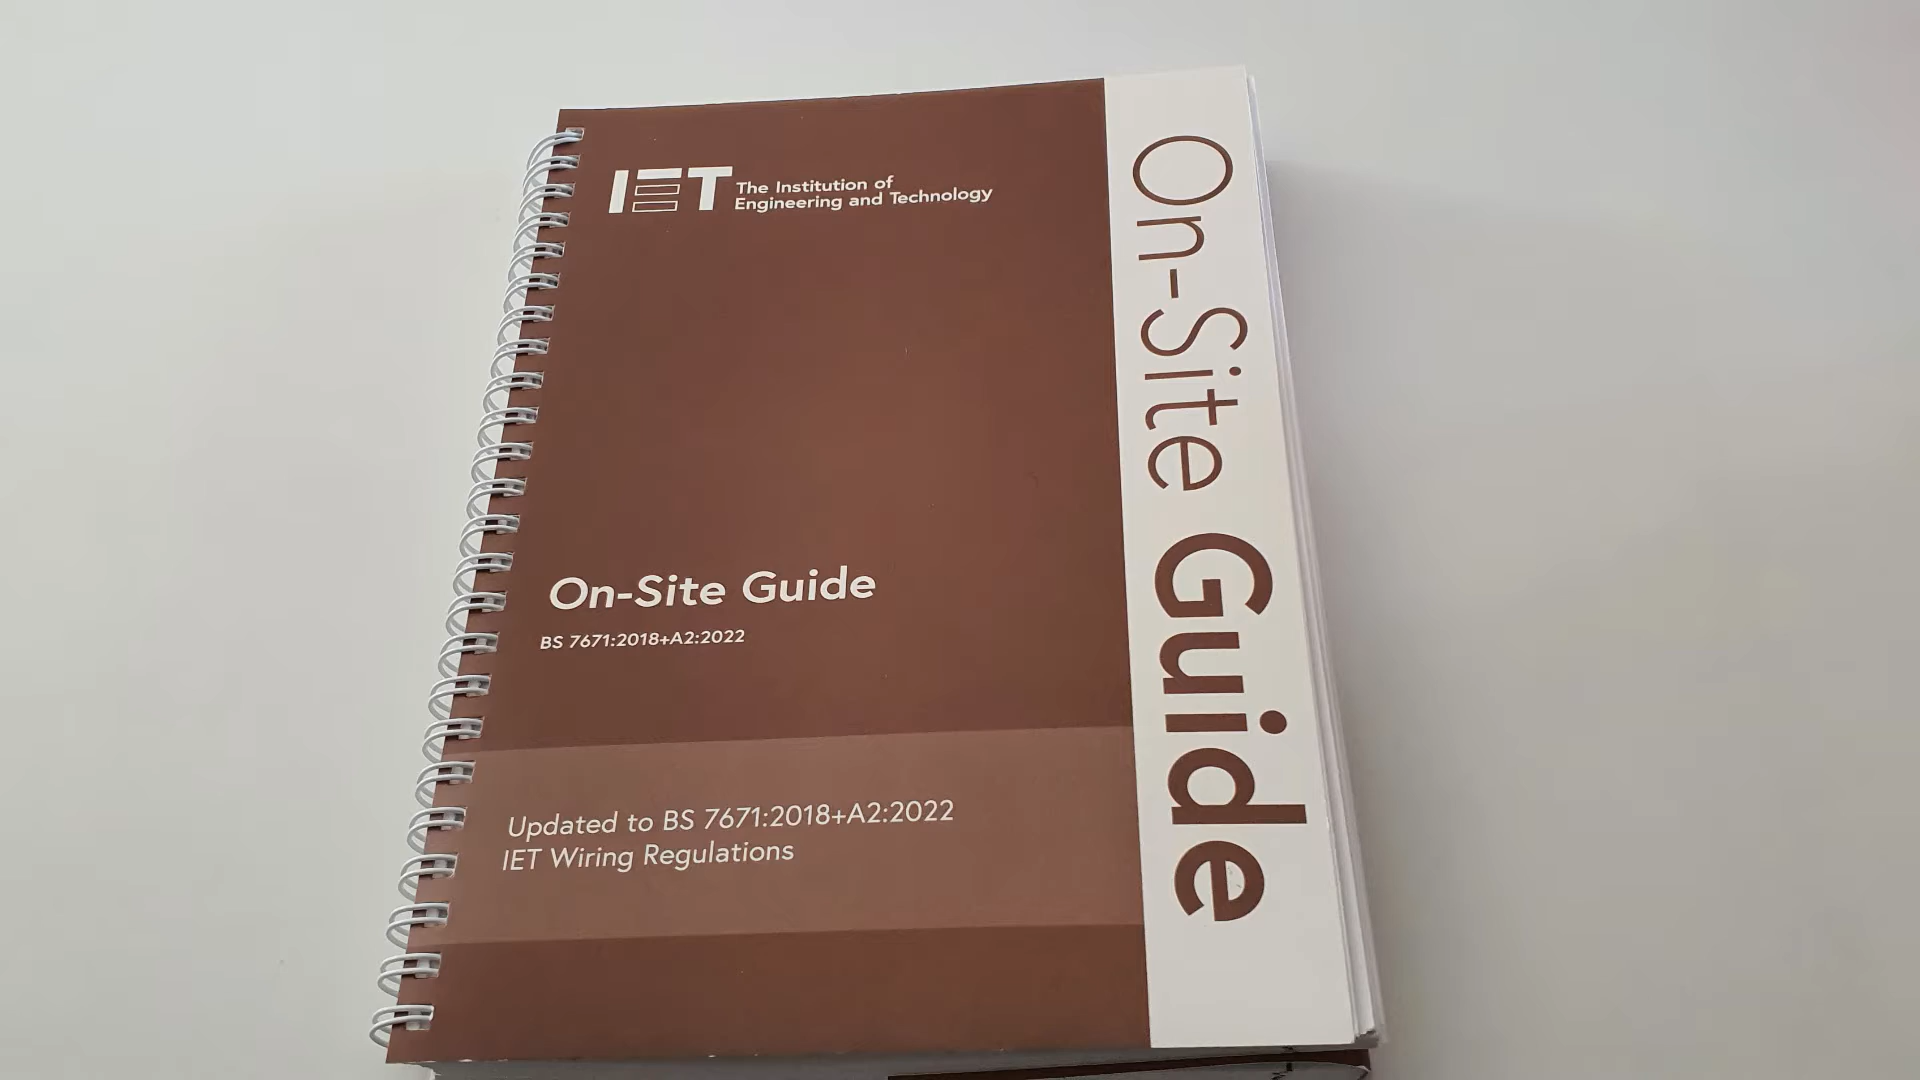 IET The Institution of
Engineering and Technology
On-Site Guide
BS 7671:2018+A2:2022
Updated to BS 7671:2018+A2:2022
IET Wiring Regulations
On-Site Guide